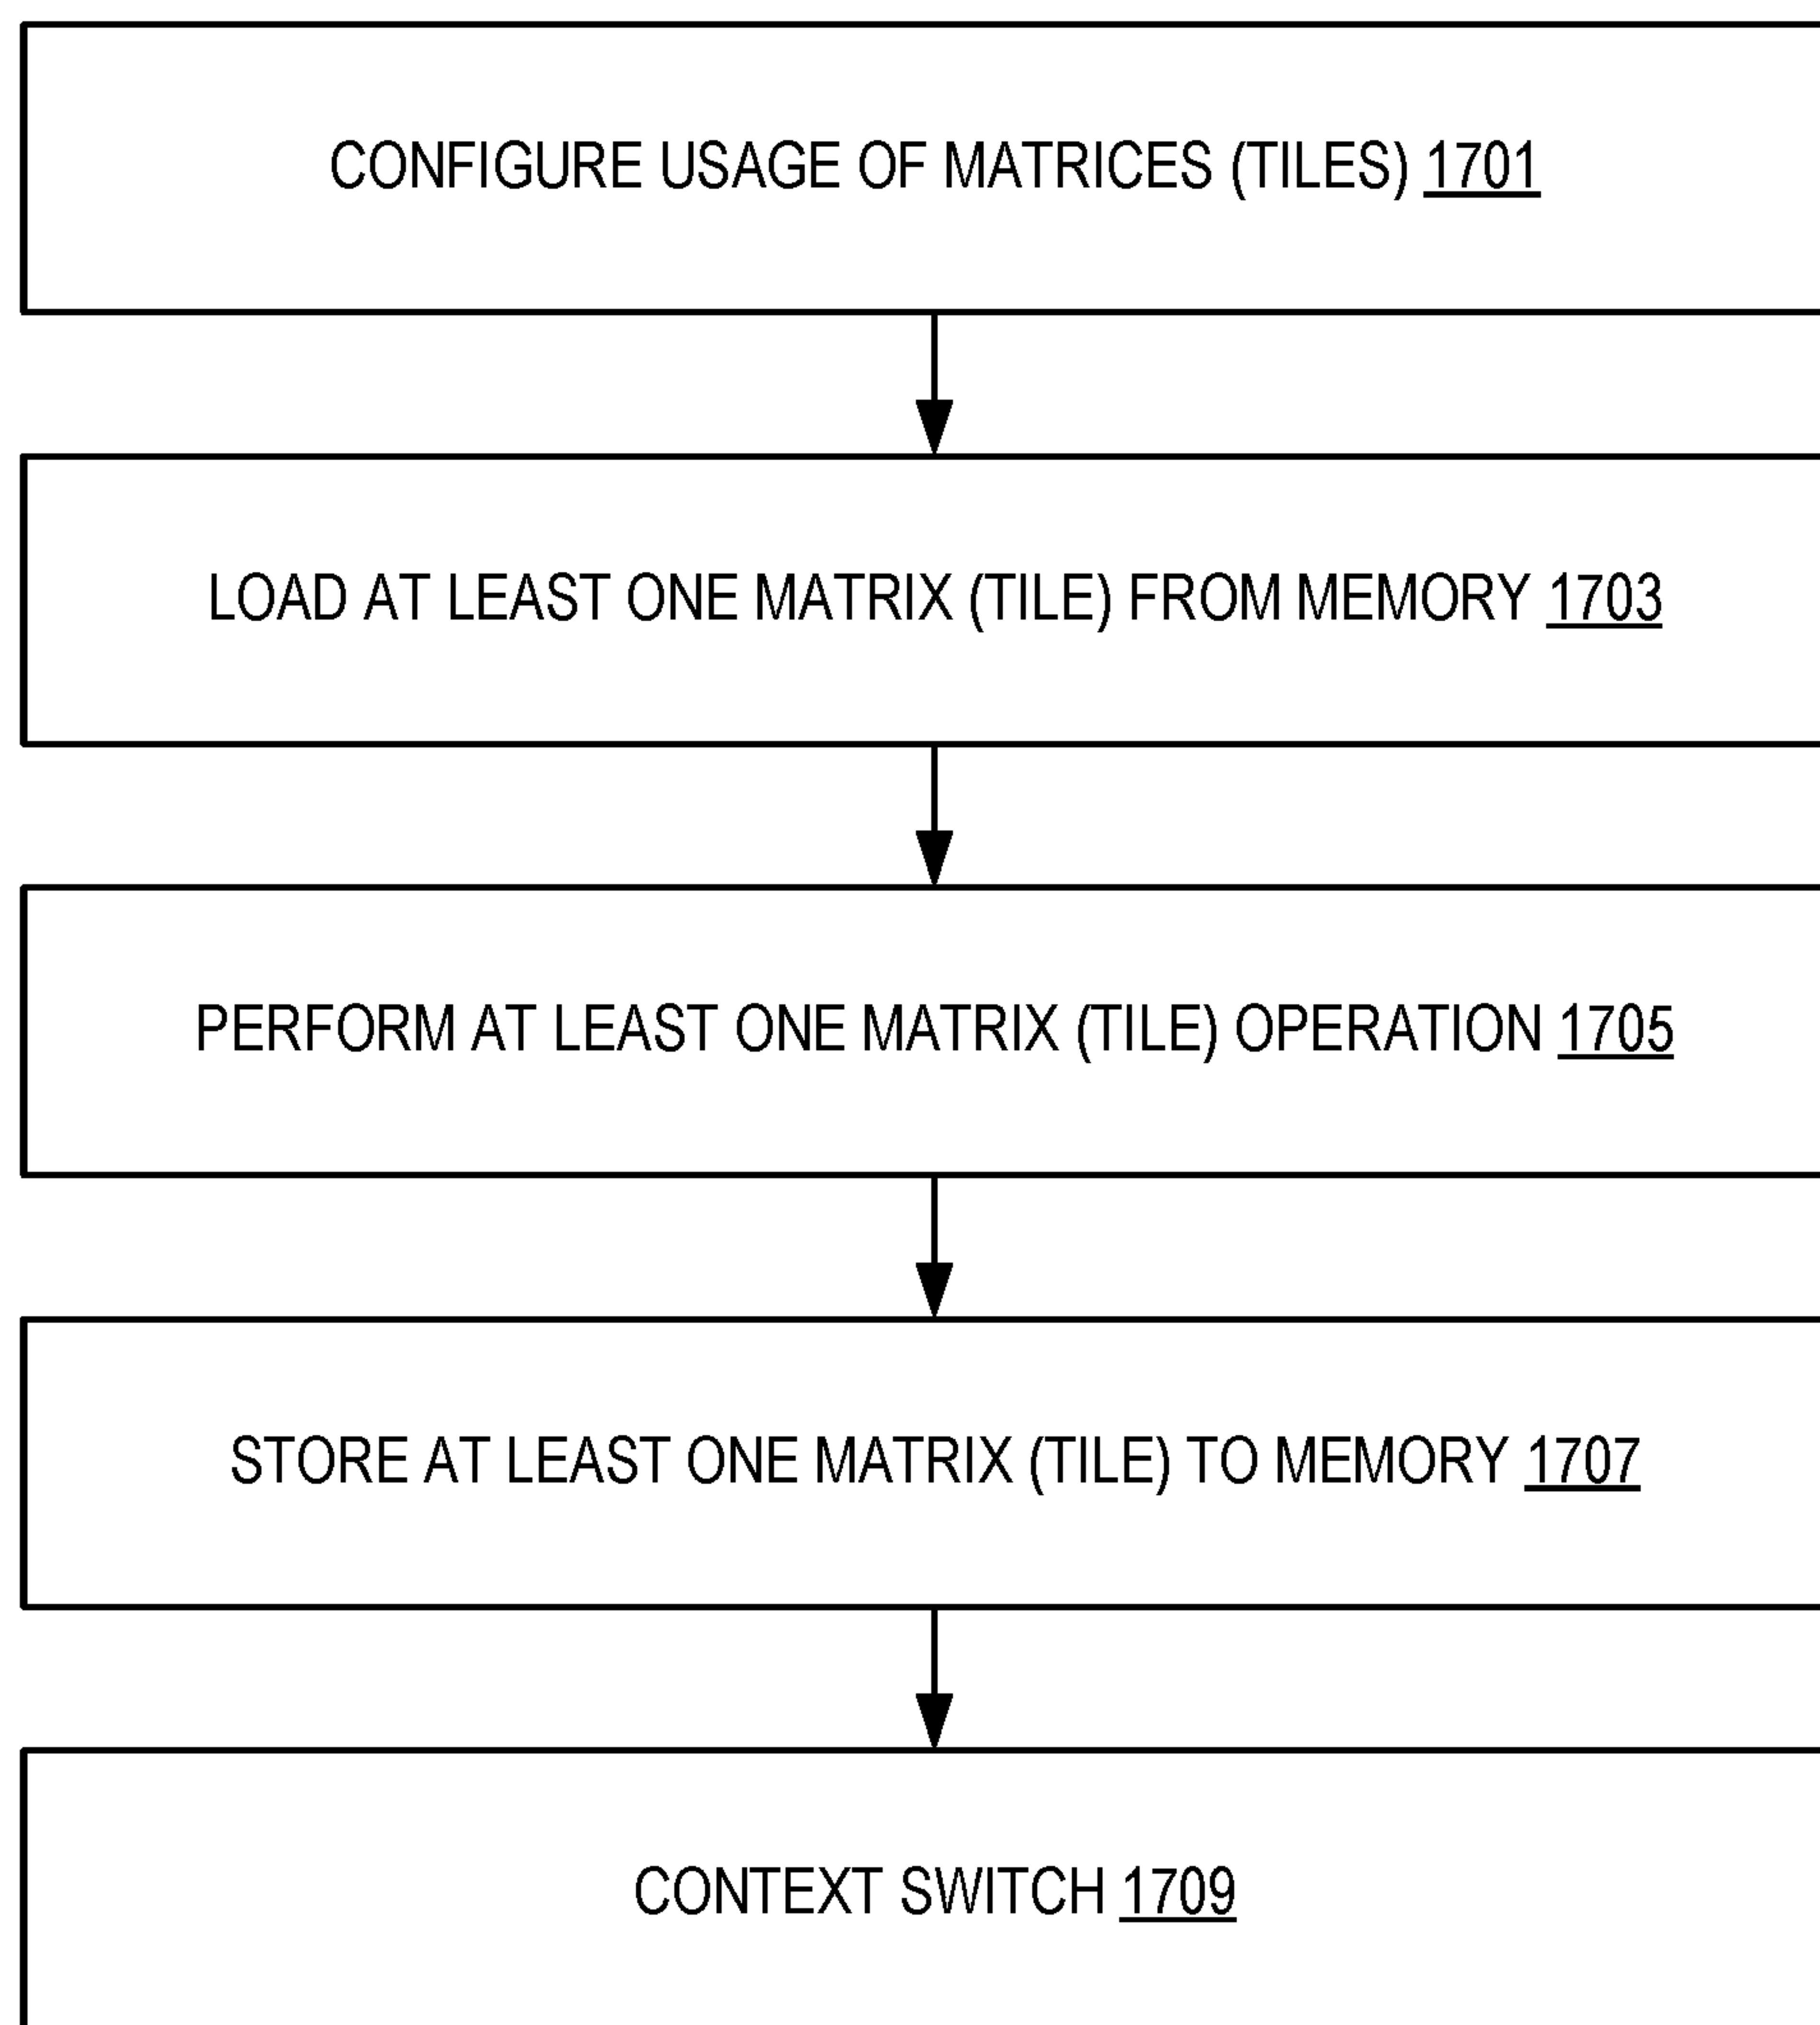 CONFIGURE USAGE OF MATRICES (TILES) 1701
LOAD AT LEAST ONE MATRIX (TILE) FROM MEMORY 1703
PERFORM AT LEAST ONE MATRIX (TILE) OPERATION 1705
STORE AT LEAST ONE MATRIX (TILE) TO MEMORY 1707
CONTEXT SWITCH 1709